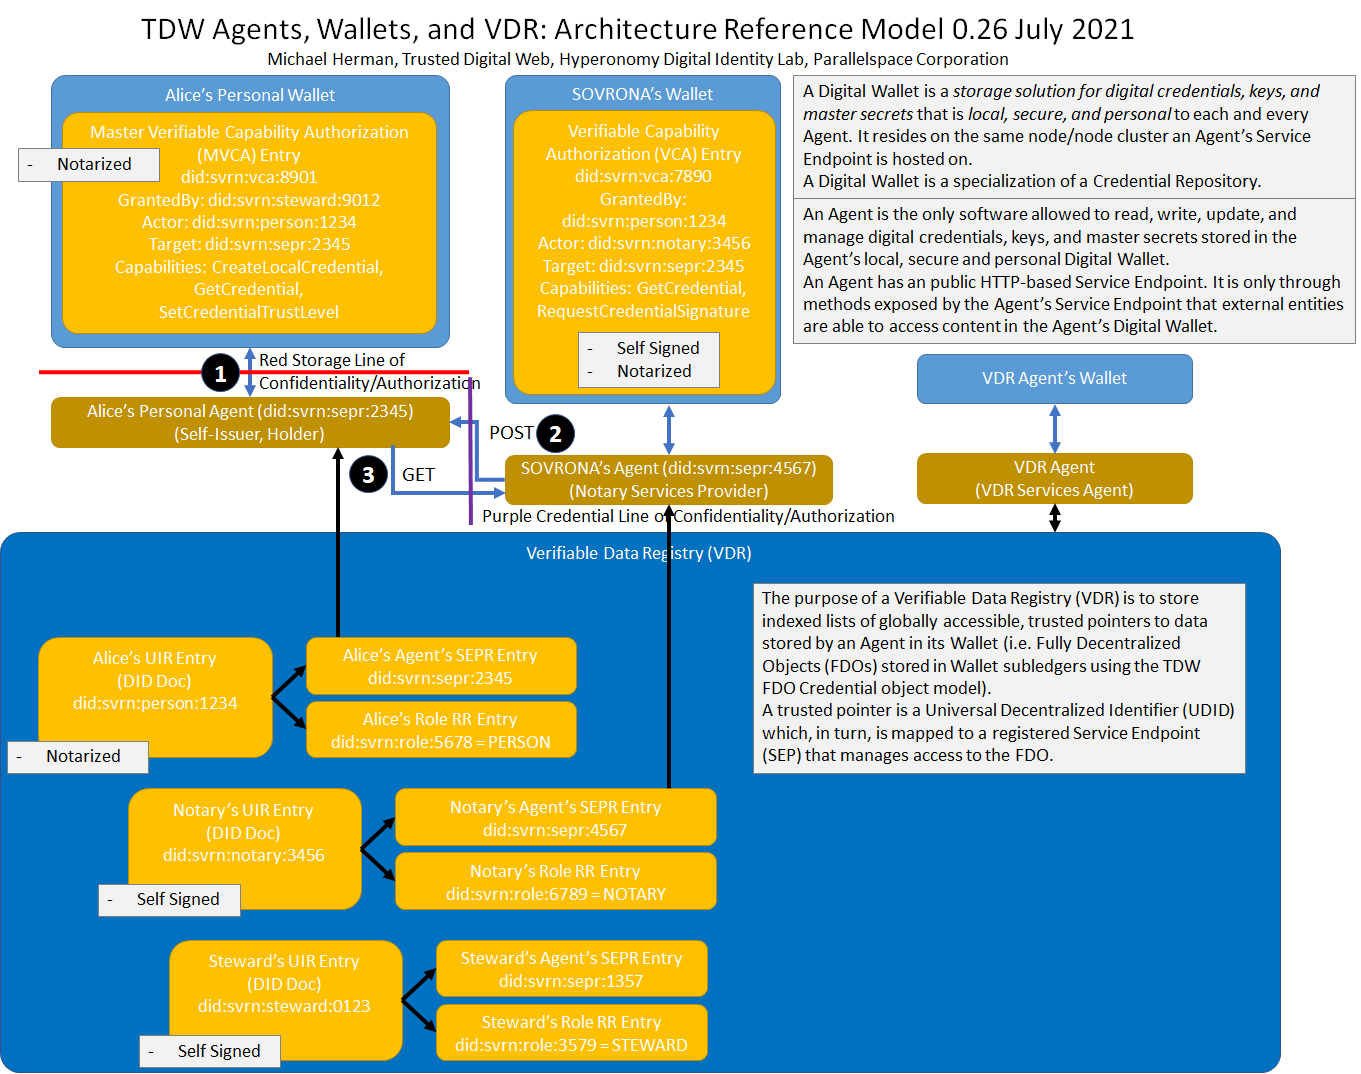 TDW Agents, Wallets, and VDR: Architecture Reference Model 0.26 July 2021
Michael Herman, Trusted Digital Web, Hyperonomy Digital Identity Lab, Parallelspace Corporation
Alice's Personal Wallet
Master Verifiable Capability Authorization
(MVCA) Entry
- Notarized
did:svrn:vca:8901
GrantedBy: did:svrn:steward:9012
Actor: did:svrn:person:1234
Target: did:svrn:sepr:2345
Capabilities: CreateLocalCredential,
GetCredential,
SetCredentialTrustLevel
SOVRONA's Wallet
Verifiable Capability
Authorization (VCA) Entry
did:svrn:vca:7890
GrantedBy:
did:svrn:person:1234
Actor: did:svrn:notary:3456
Target: did:svrn:sepr:2345
Capabilities: GetCredential,
RequestCredentialSignature
- Self Signed
- Notarized
A Digital Wallet is a storage solution for digital credentials, keys, and
master secrets that is local, secure, and personal to each and every
Agent. It resides on the same node/node cluster an Agent's Service
Endpoint is hosted on.
A Digital Wallet is a specialization of a Credential Repository.
An Agent is the only software allowed to read, write, update, and
manage digital credentials, keys, and master secrets stored in the
Agent's local, secure and personal Digital Wallet.
An Agent has an public HTTP-based Service Endpoint. It is only through
methods exposed by the Agent's Service Endpoint that external entities
are able to access content in the Agent's Digital Wallet.
1
Red Storage Line of
Confidentiality/Authorization
Alice's Personal Agent (did:svrn:sepr:2345)
(Self-Issuer, Holder)
POST
2
3
GET
SOVRONA's Agent (did:svrn:sepr:4567)
(Notary Services Provider)
Purple Credential Line of Confidentiality/Authorization
VDR Agent's Wallet
VDR Agent
(VDR Services Agent)
Verifiable Data Registry (VDR)
The purpose of a Verifiable Data Registry (VDR) is to store
indexed lists of globally accessible, trusted pointers to data
stored by an Agent in its Wallet (i.e. Fully Decentralized
Objects (FDOs) stored in Wallet subledgers using the TDW
FDO Credential object model).
A trusted pointer is a Universal Decentralized Identifier (UDID)
which, in turn, is mapped to a registered Service Endpoint
(SEP) that manages access to the FDO.
Alice's UIR Entry
(DID Doc)
did:svrn:person:1234
- Notarized
Alice's Agent's SEPR Entry
did:svrn:sepr:2345
Alice's Role RR Entry
did:svrn:role:5678 = PERSON
Notary's UIR Entry
(DID Doc)
did:svrn:notary:3456
- Self Signed
Notary's Agent's SEPR Entry
did:svrn:sepr:4567
Notary's Role RR Entry
did:svrn:role:6789 = NOTARY
Steward's UIR Entry
(DID Doc)
did:svrn:steward:0123
- Self Signed
Steward's Agent's SEPR Entry
did:svrn:sepr:1357
Steward's Role RR Entry
did:svrn:role:3579 = STEWARD